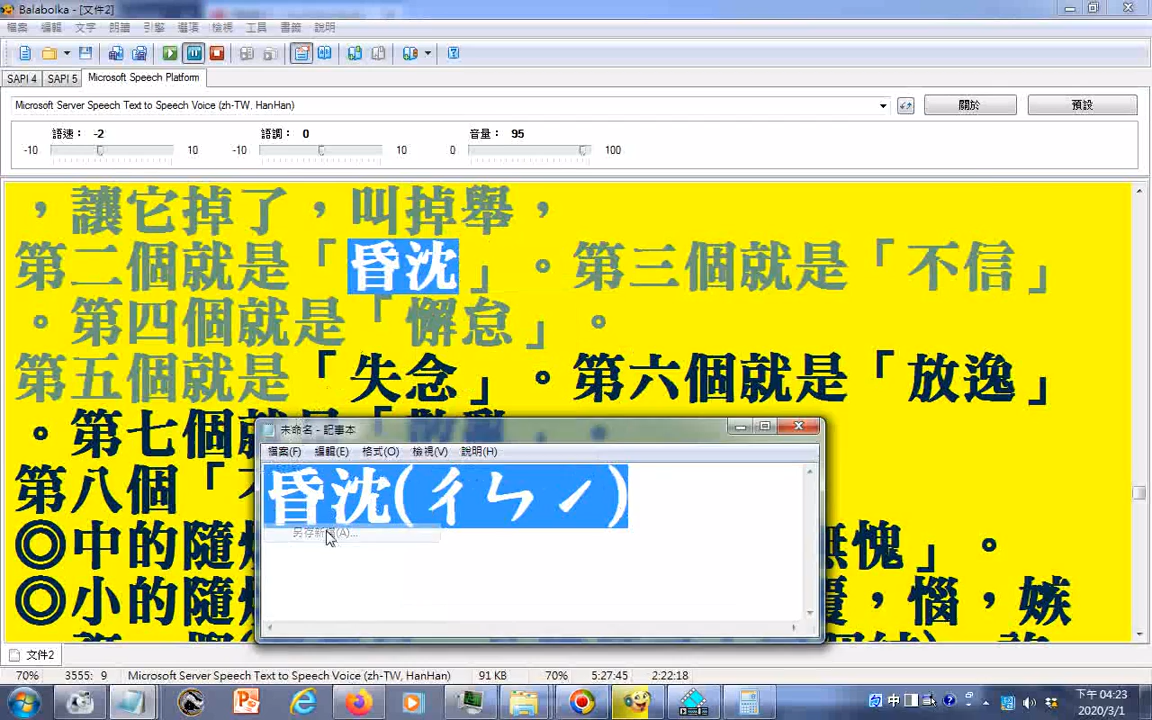 Balabolka - [文件2]
檔案 編輯 文字 朗讀 引擎 選項 檢視 工具 書籤 說明
SAPI 4 SAPI 5 Microsoft Speech Platform
Microsoft Server Speech Text to Speech Voice (zh-TW, HanHan) 關於 預設
語速： -2 語調： 0 音量： 95
-10 10 -10 10 0 100
，讓它掉了，叫掉舉，
第二個就是「昏沈」。第三個就是「不信」
。第四個就是「懈怠」。
第五個就是「失念」。第六個就是「放逸」
。第七個就
未命名 - 記事本
檔案(F) 編輯(E) 格式(O) 檢視(V) 說明(H)
昏沈(ㄔㄣˊ)
第八個「
另存新檔(A)...
◎中的隨 無愧」。
◎小的隨 覆，惱，嫉
文件2
70% 3555: 9 Microsoft Server Speech Text to Speech Voice (zh-TW, HanHan) 91 KB 70% 5:27:45 2:22:18
中 下午 04:23
2020/3/1